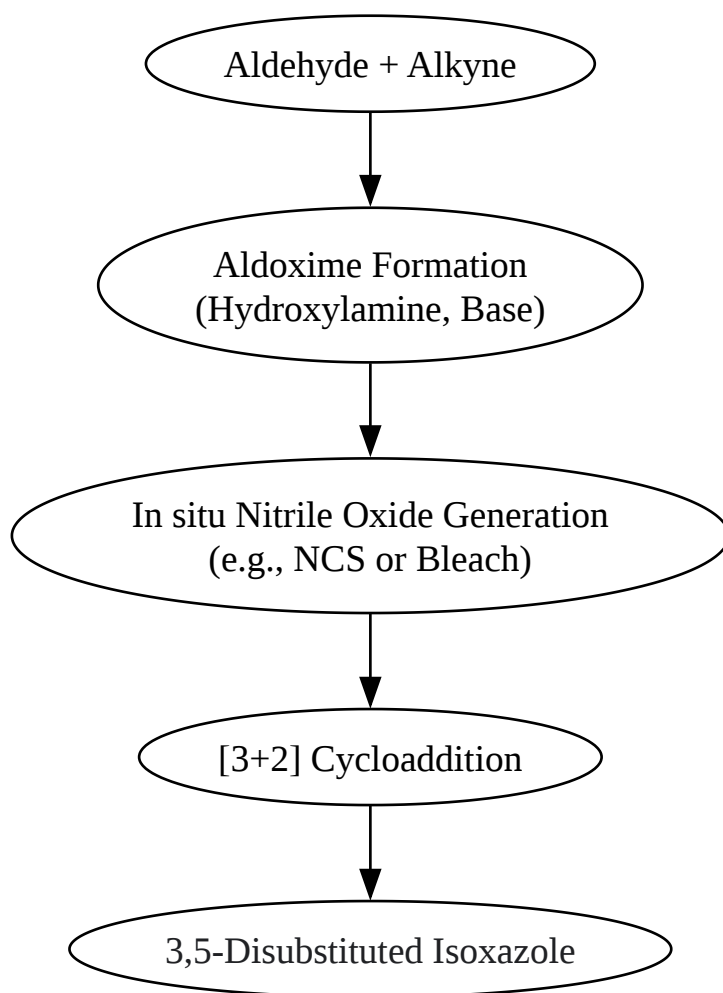 Aldehyde + Alkyne
Aldoxime Formation
(Hydroxylamine, Base)
In situ Nitrile Oxide Generation
(e.g., NCS or Bleach)
[3+2] Cycloaddition
3,5-Disubstituted Isoxazole